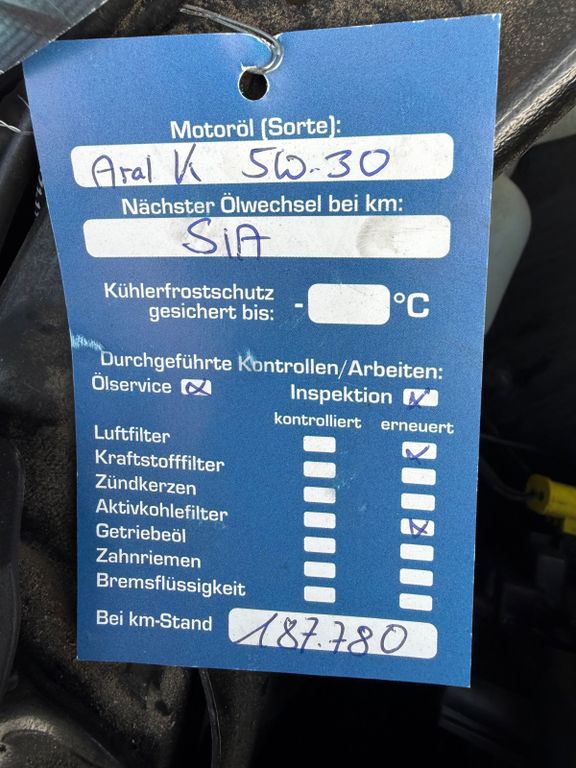 Motoröl (Sorte):
Aral K 5W-30
Nächster Ölwechsel bei km:
SIA
Kühlerfrostschutz
gesichert bis: - °C
Durchgeführte Kontrollen/Arbeiten:
Ölservice x Inspektion x
kontrolliert erneuert
Luftfilter x
Kraftstofffilter
Zündkerzen
Aktivkohlefilter x
Getriebeöl
Zahnriemen
Bremsflüssigkeit
Bei km-Stand 187.780